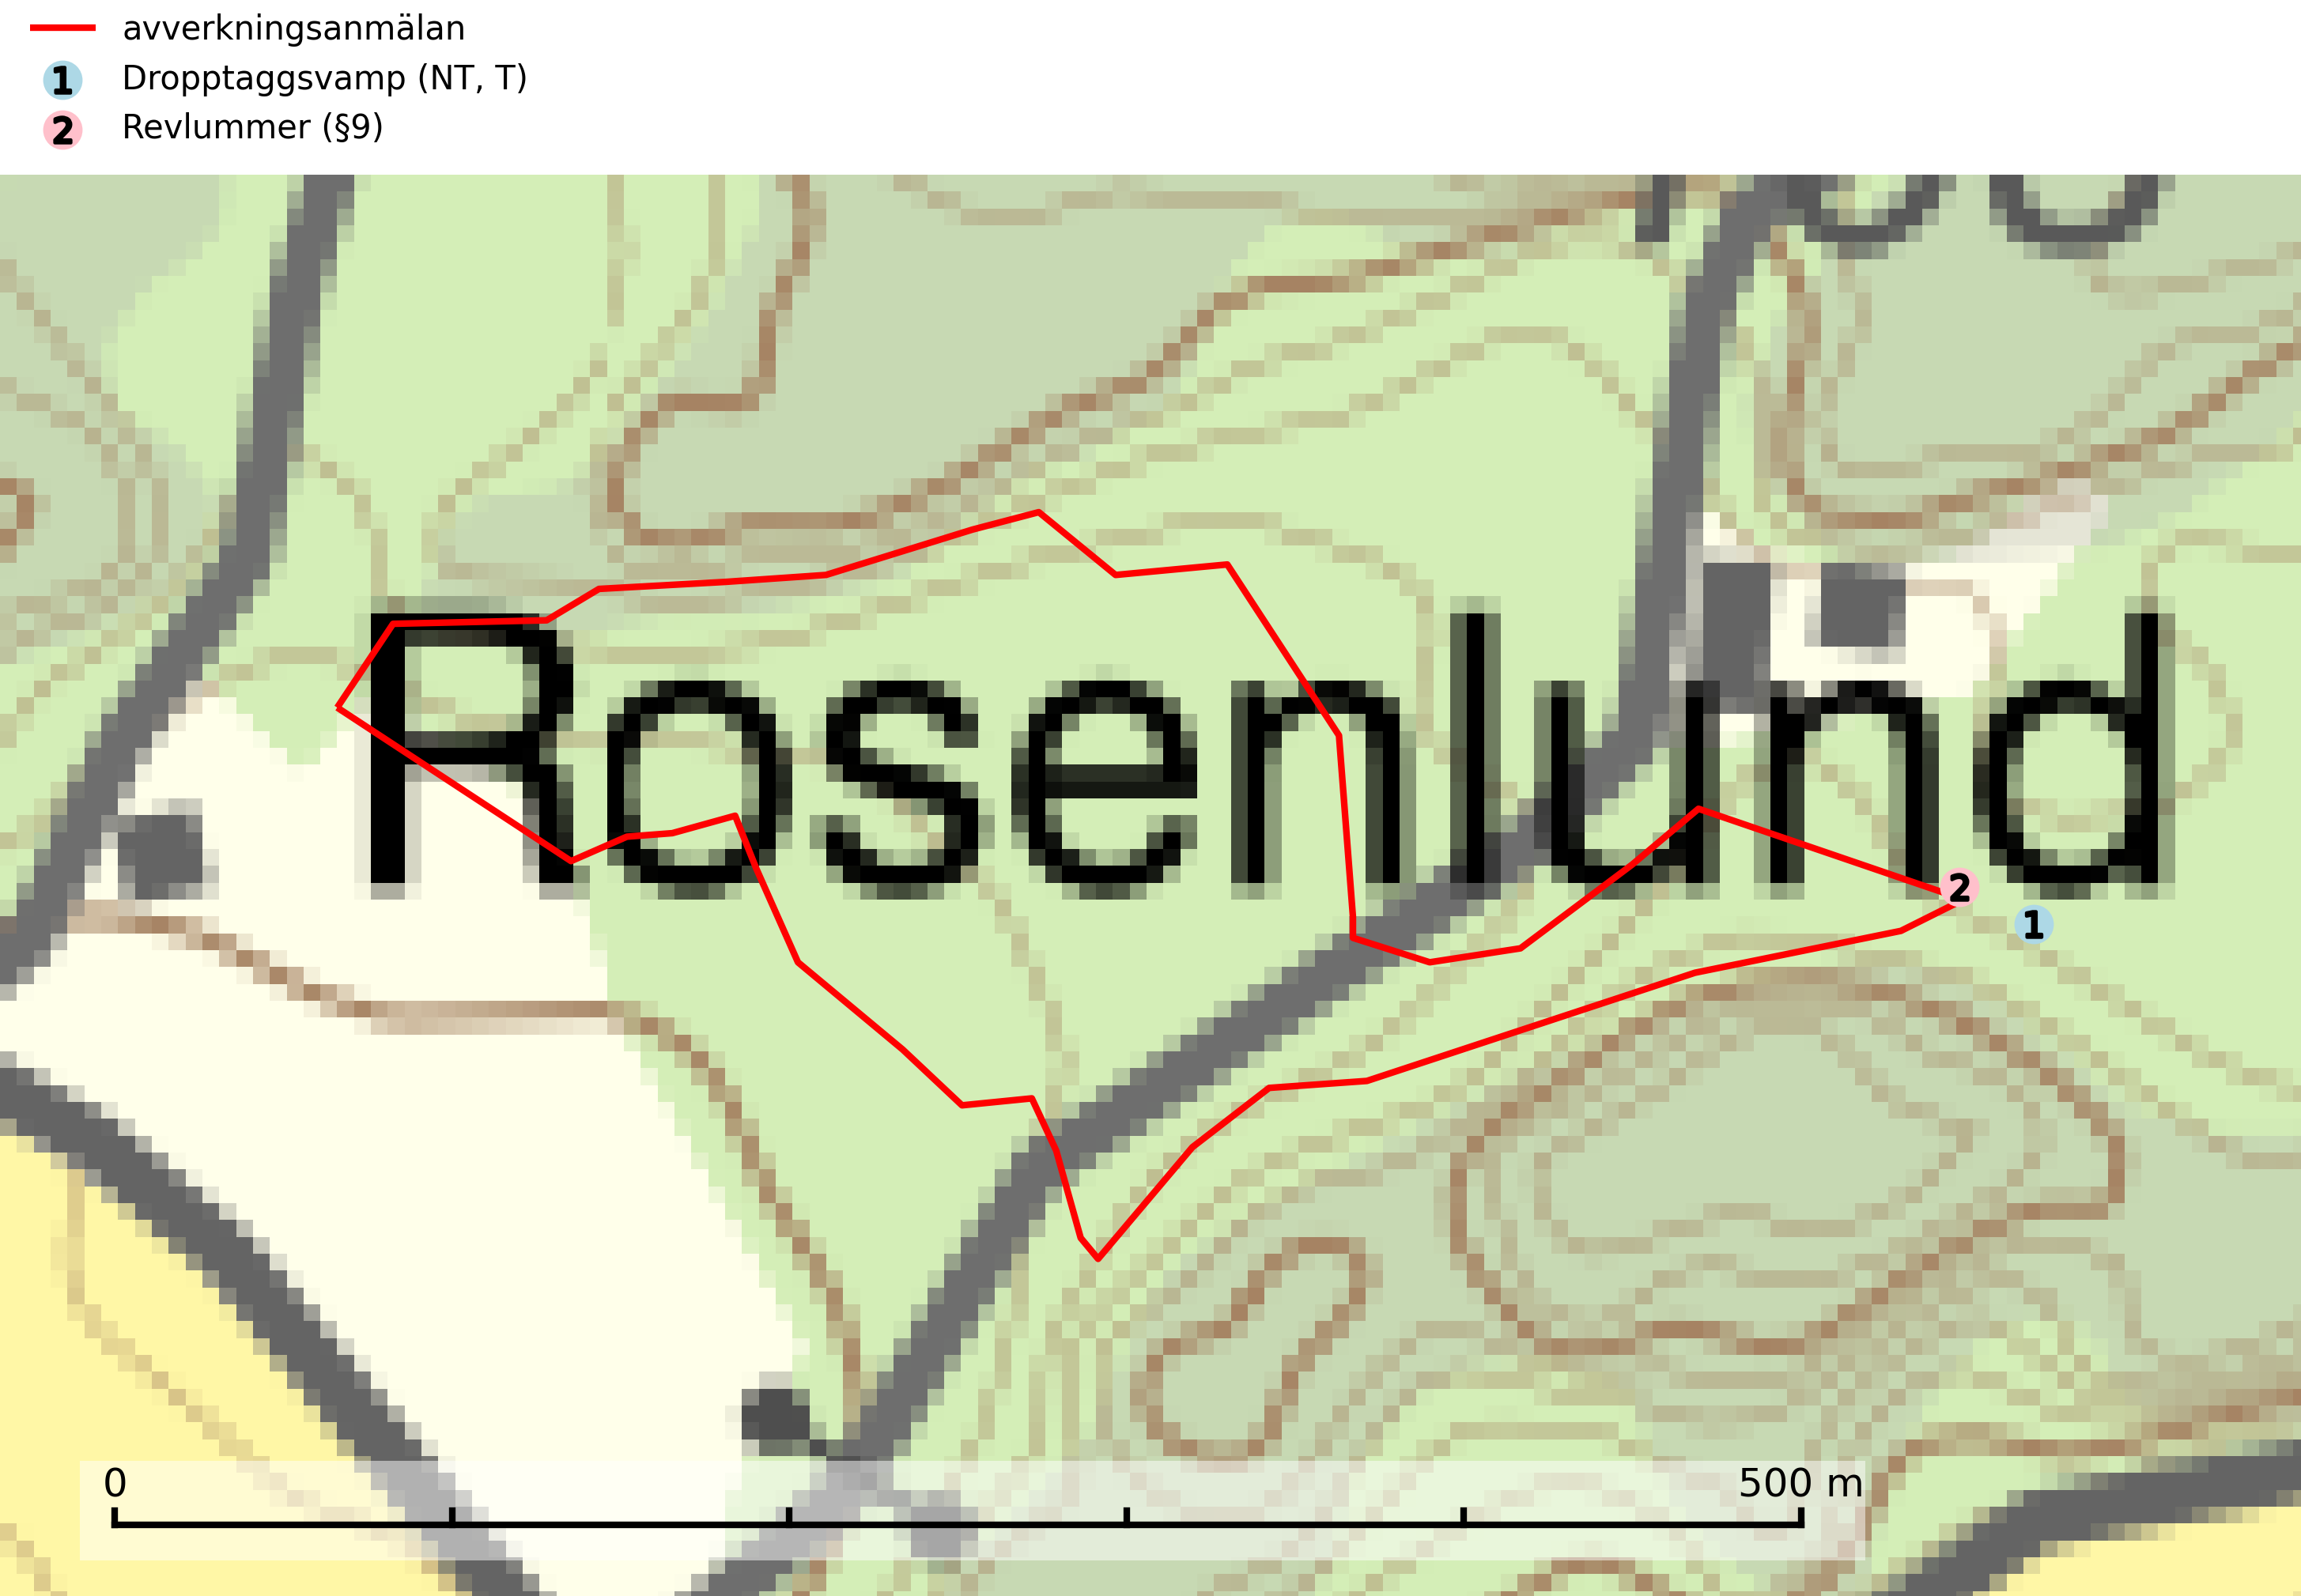 avverkningsanmälan
1 Dropptaggsvamp (NT, T)
2 Revlummer (§9)
Rosenlund
2
1
0 500 m